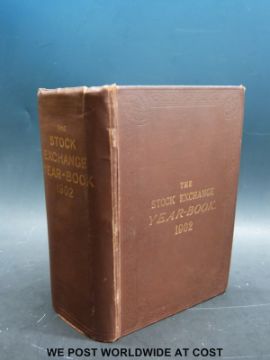 THE
STOCK
EXCHANGE
YEAR-BOOK
1902
THE
STOCK EXCHANGE
YEAR-BOOK.
1902
WE POST WORLDWIDE AT COST